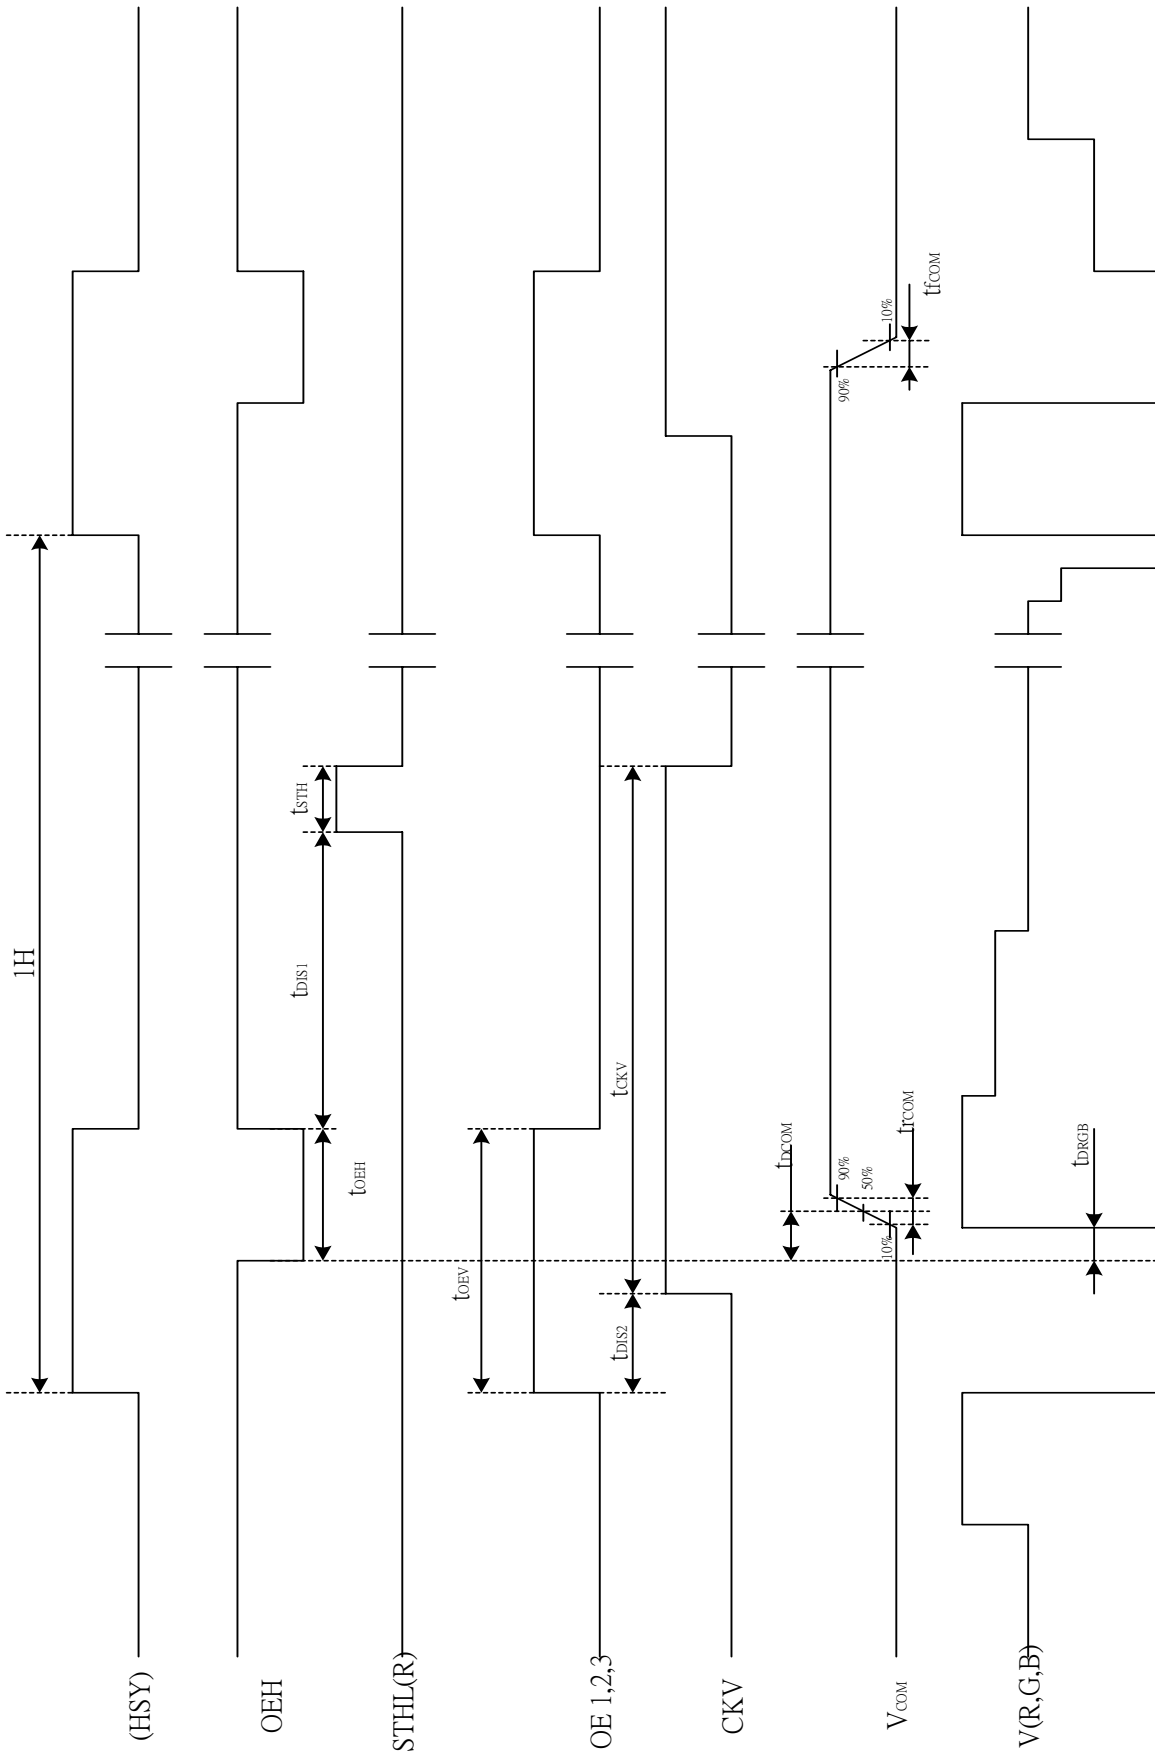 (HSY)
1H
OEH
tOEH
tDIS1
tSTH
STHL(R)
tOEV
OE 1,2,3
tDIS2
tCKV
CKV
tDCOM
90%
50%
10%
trCOM
90%
10%
tfCOM
VCOM
V(R,G,B)
tDRGB